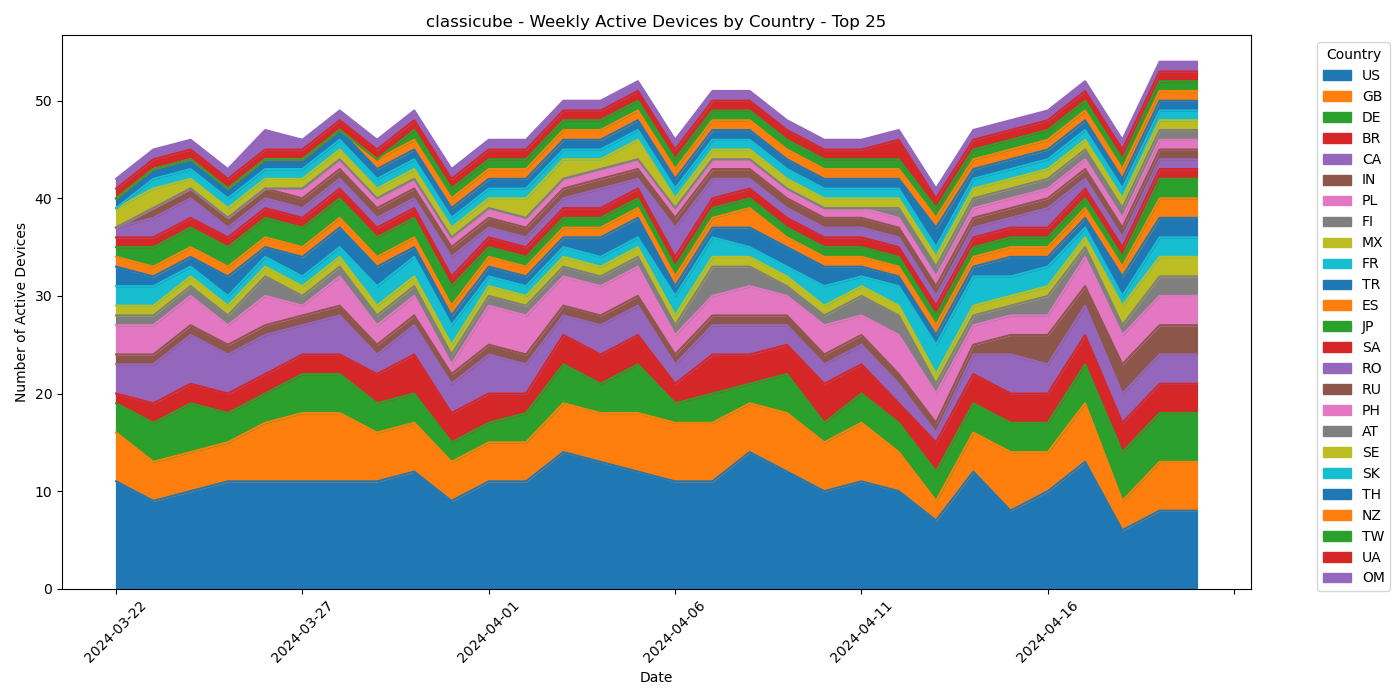 classicube - Weekly Active Devices by Country - Top 25
Number of Active Devices
50
40
30
20
10
0
2024-03-22
2024-03-27
2024-04-01
2024-04-06
2024-04-11
2024-04-16
Date
Country
US
GB
DE
BR
CA
IN
PL
FI
MX
FR
TR
ES
JP
SA
RO
RU
PH
AT
SE
SK
TH
NZ
TW
UA
OM